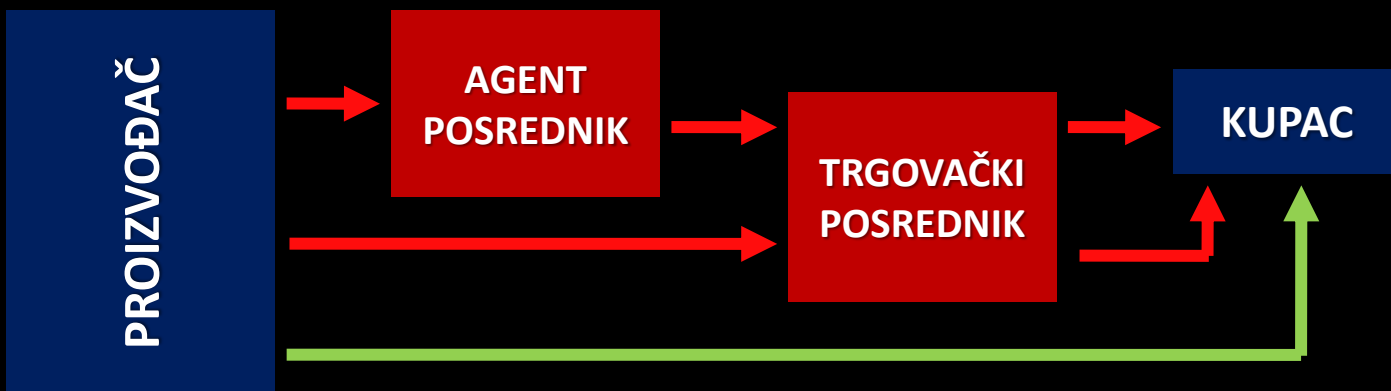 PROIZVOĐAČ
AGENT
POSREDNIK
TRGOVAČKI
POSREDNIK
KUPAC